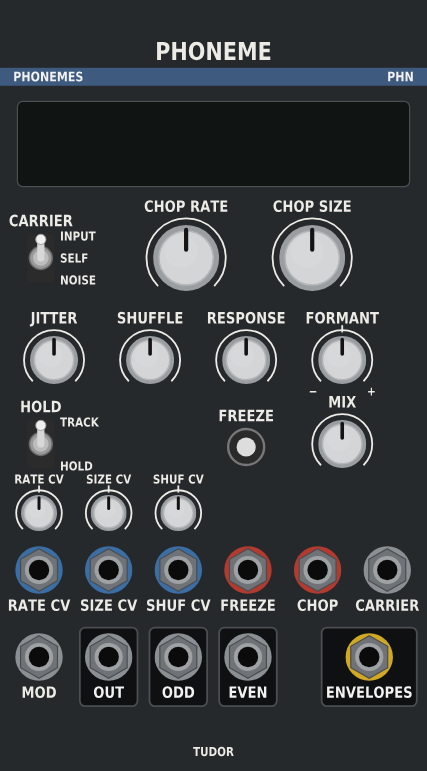 PHONEME
PHONEMES PHN
CHOP RATE CHOP SIZE
CARRIER
INPUT
SELF
NOISE
JITTER SHUFFLE RESPONSE FORMANT
− +
HOLD MIX
TRACK FREEZE
HOLD
RATE CV SIZE CV SHUF CV
RATE CV SIZE CV SHUF CV FREEZE CHOP CARRIER
MOD OUT ODD EVEN ENVELOPES
TUDOR